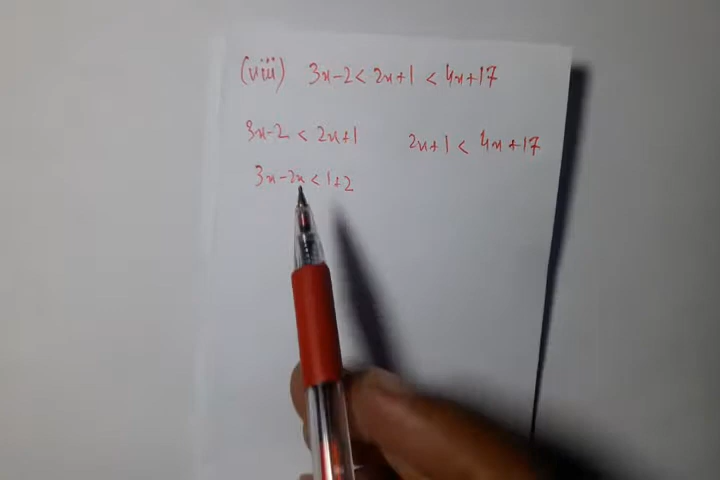 (viii) 3x-2 < 2x+1 < 4x+17
3x-2 < 2x+1 2x+1 < 4x+17
3x-2x < 1+2